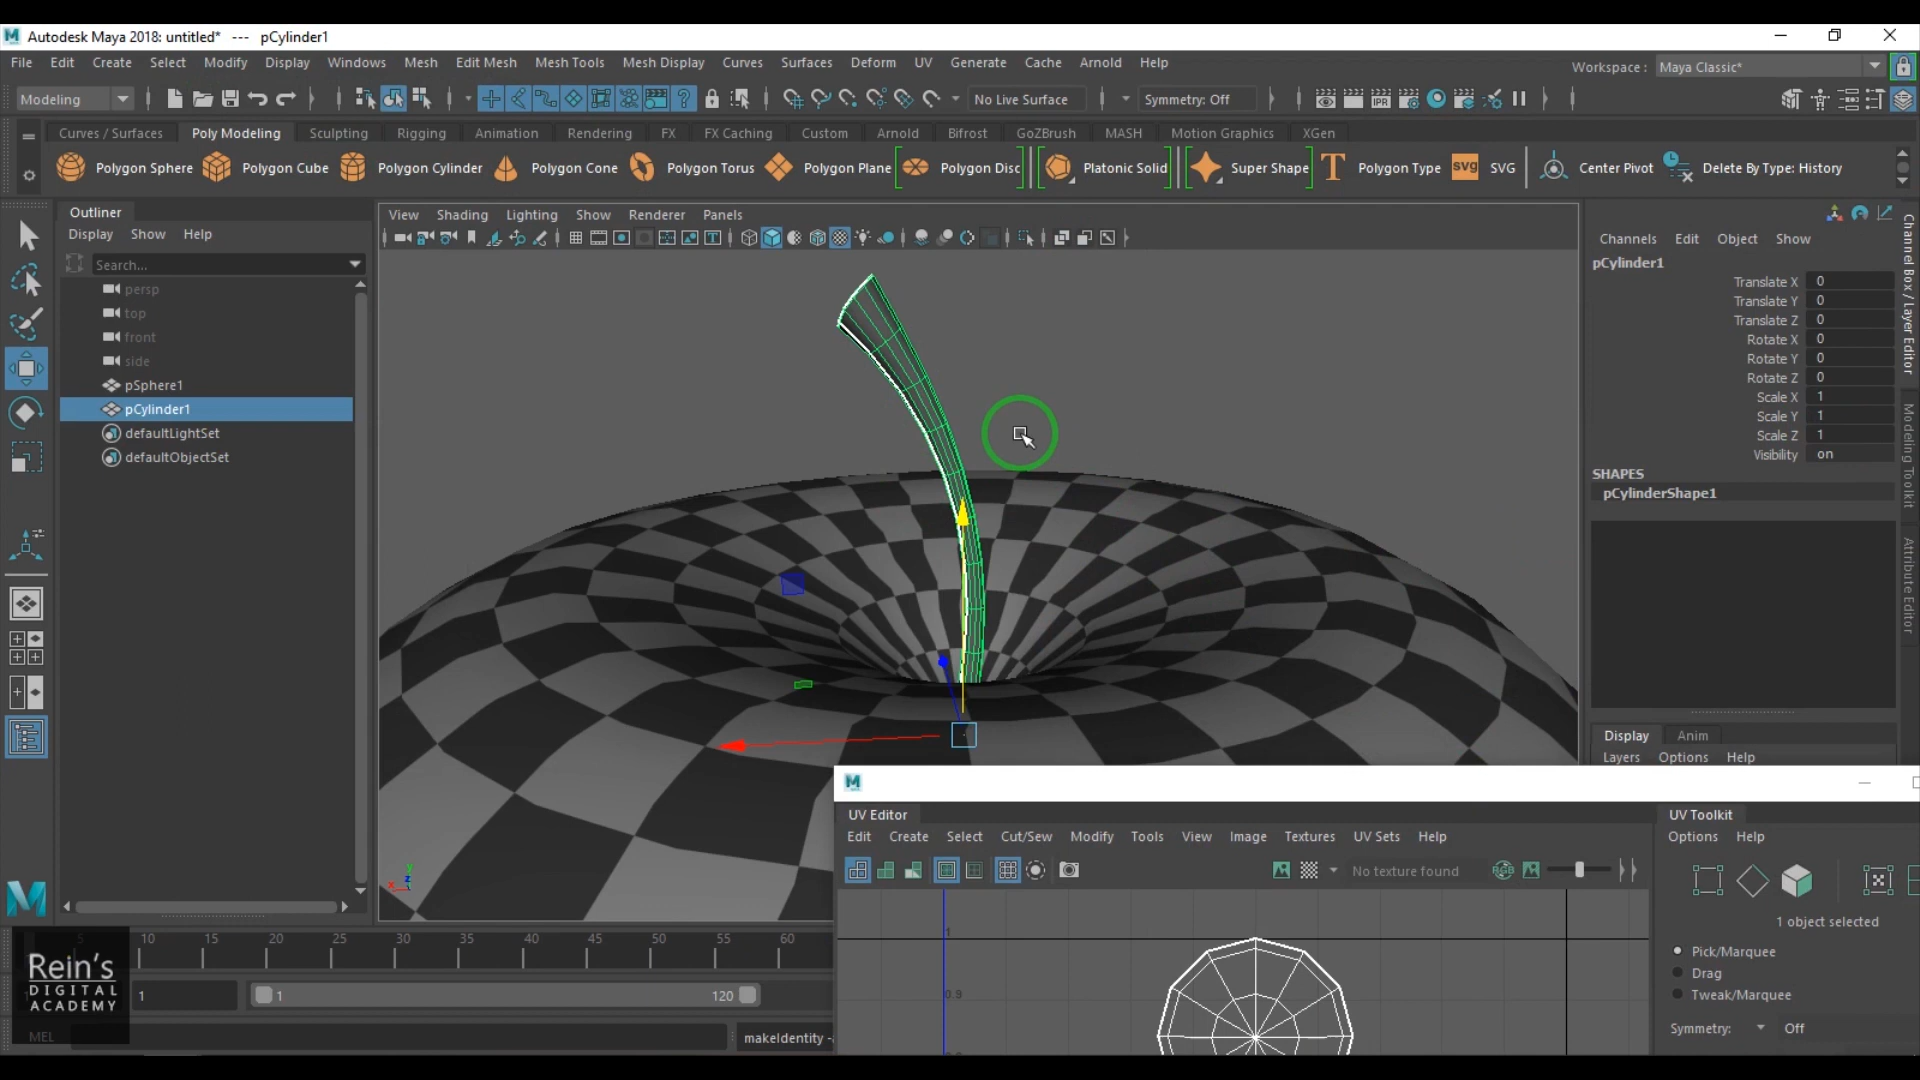 Autodesk Maya 2018: untitled*   ---   pCylinder1
File Edit Create Select Modify Display Windows Mesh Edit Mesh Mesh Tools Mesh Display Curves Surfaces Deform UV Generate Cache Arnold Help
Workspace : Maya Classic*
Modeling No Live Surface Symmetry: Off
Curves / Surfaces Poly Modeling Sculpting Rigging Animation Rendering FX FX Caching Custom Arnold Bifrost GoZBrush MASH Motion Graphics XGen
Polygon Sphere Polygon Cube Polygon Cylinder Polygon Cone Polygon Torus Polygon Plane Polygon Disc Platonic Solid Super Shape Polygon Type SVG SVG Center Pivot Delete By Type: History
Outliner
Display Show Help
Search...
persp
top
front
side
pSphere1
pCylinder1
defaultLightSet
defaultObjectSet
View Shading Lighting Show Renderer Panels
Channels Edit Object Show
pCylinder1
Translate X 0
Translate Y 0
Translate Z 0
Rotate X 0
Rotate Y 0
Rotate Z 0
Scale X 1
Scale Y 1
Scale Z 1
Visibility on
SHAPES
pCylinderShape1
Channel Box / Layer Editor
Modeling Toolkit
Attribute Editor
Display Anim
Layers Options Help
UV Editor
Edit Create Select Cut/Sew Modify Tools View Image Textures UV Sets Help
No texture found
1
0.9
UV Toolkit
Options Help
1 object selected
Pick/Marquee
Drag
Tweak/Marquee
Symmetry: Off
5 10 15 20 25 30 35 40 45 50 55 60
1 1 120
MEL makeIdentity -a
Rein's
DIGITAL
ACADEMY